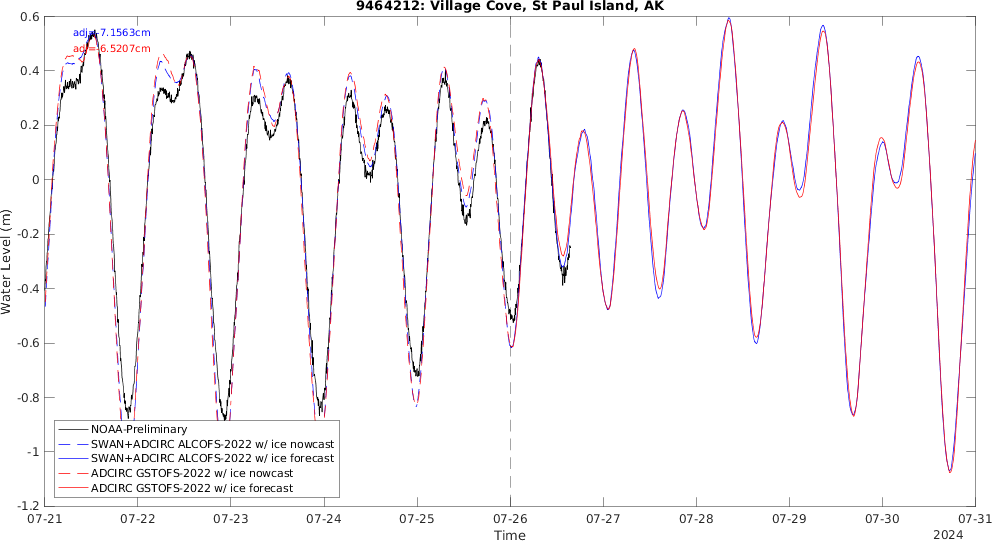 9464212: Village Cove, St Paul Island, AK
0.6
0.4
0.2
0
-0.2
-0.4
-0.6
-0.8
-1
-1.2
Water Level (m)
adj=-7.1563cm
adj=-6.5207cm
NOAA-Preliminary
SWAN+ADCIRC ALCOFS-2022 w/ ice nowcast
SWAN+ADCIRC ALCOFS-2022 w/ ice forecast
ADCIRC GSTOFS-2022 w/ ice nowcast
ADCIRC GSTOFS-2022 w/ ice forecast
07-21 07-22 07-23 07-24 07-25 07-26 07-27 07-28 07-29 07-30 07-31
Time
2024